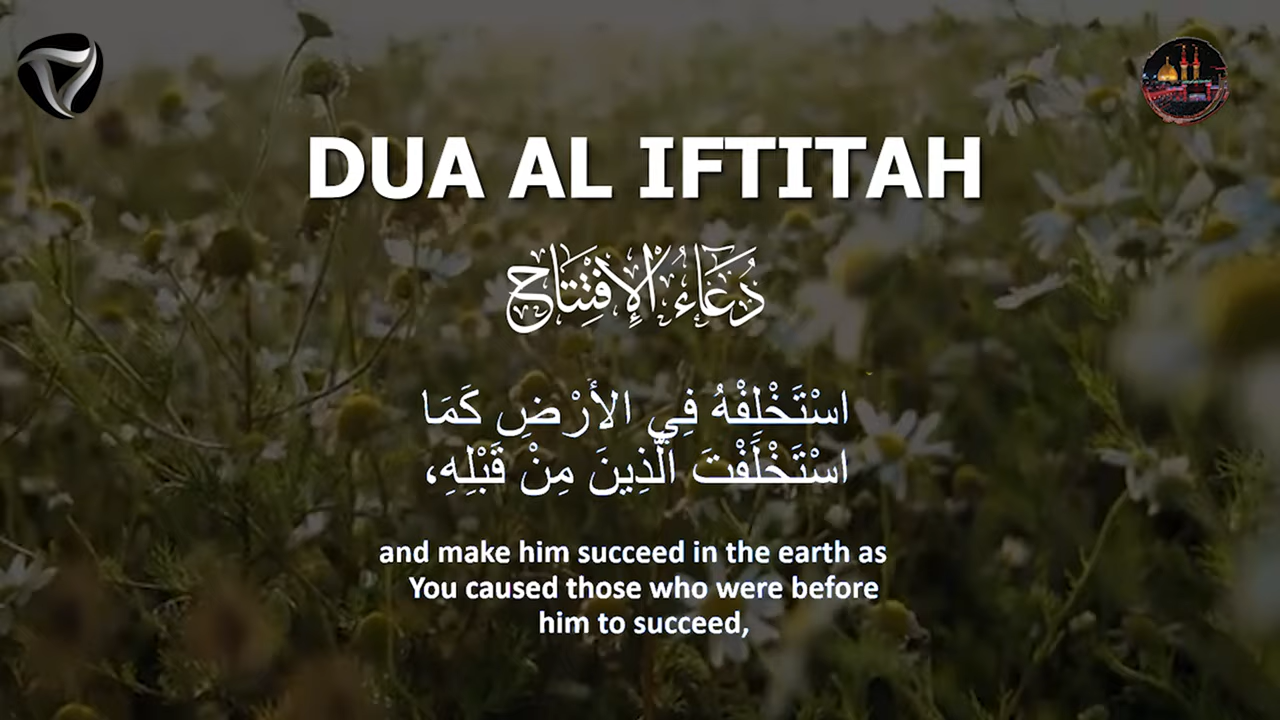 DUA AL IFTITAH
دُعَاءُ الْإِفْتِتَاح
اسْتَخْلِفْهُ فِي الأَرْضِ كَمَا
اسْتَخْلَفْتَ الَّذِينَ مِنْ قَبْلِهِ،
and make him succeed in the earth as
You caused those who were before
him to succeed,